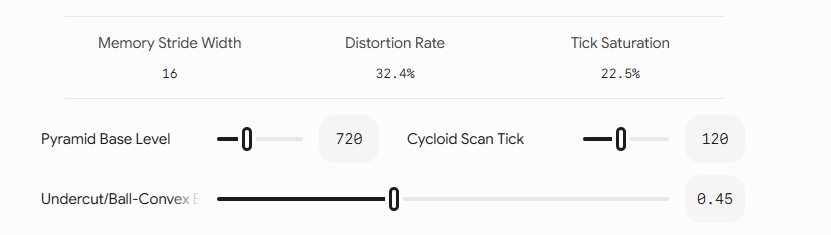 Memory Stride Width Distortion Rate Tick Saturation
16 32.4% 22.5%
Pyramid Base Level 720 Cycloid Scan Tick 120
Undercut/Ball-Convex 0.45